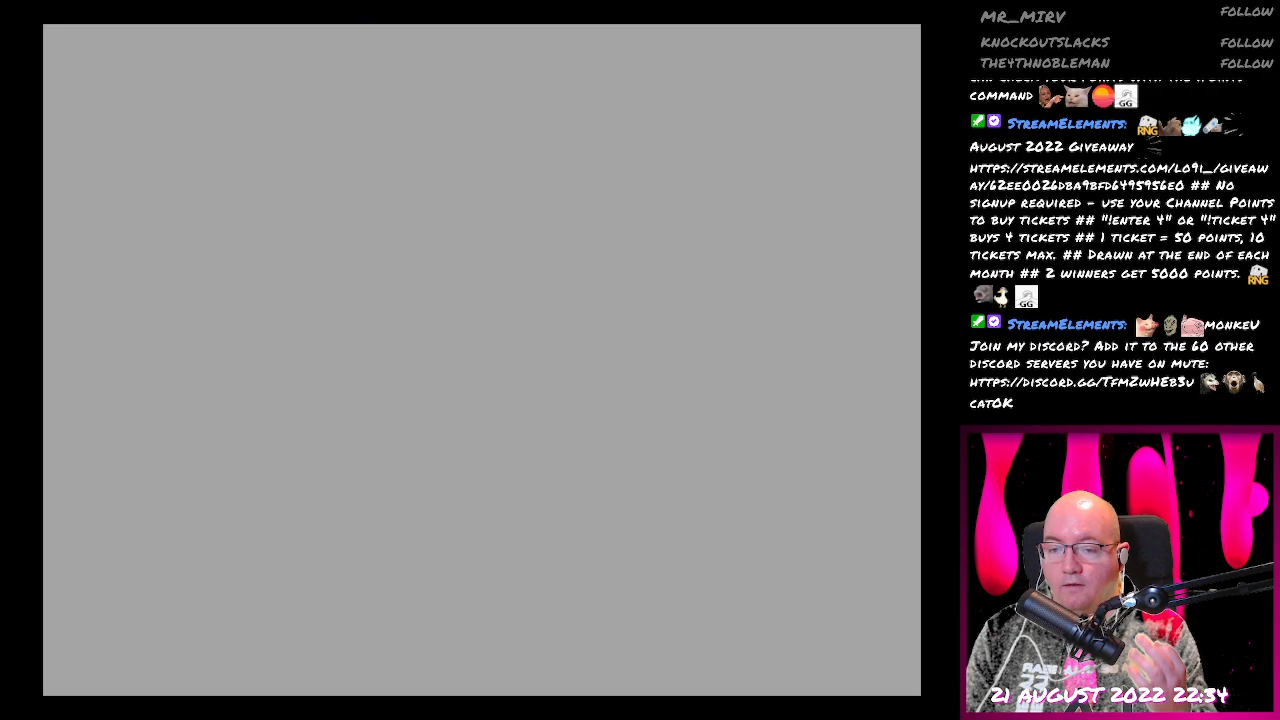 MR_MIRV FOLLOW
KNOCKOUTSLACKS FOLLOW
THE4THNOBLEMAN FOLLOW
COMMAND
StreamElements:
August 2022 Giveaway
https://streamelements.com/lo9i_/giveaw
ay/62ee0026dba9bfd6495956e0 ## No
signup required - use your Channel Points
to buy tickets ## "!enter 4" or "!ticket 4"
buys 4 tickets ## 1 ticket = 50 points, 10
tickets max. ## Drawn at the end of each
month ## 2 winners get 5000 points.
StreamElements: monkeU
Join my discord? Add it to the 60 other
discord servers you have on mute:
https://discord.gg/TfmZwHEb3u
catOK
21 AUGUST 2022 22:34